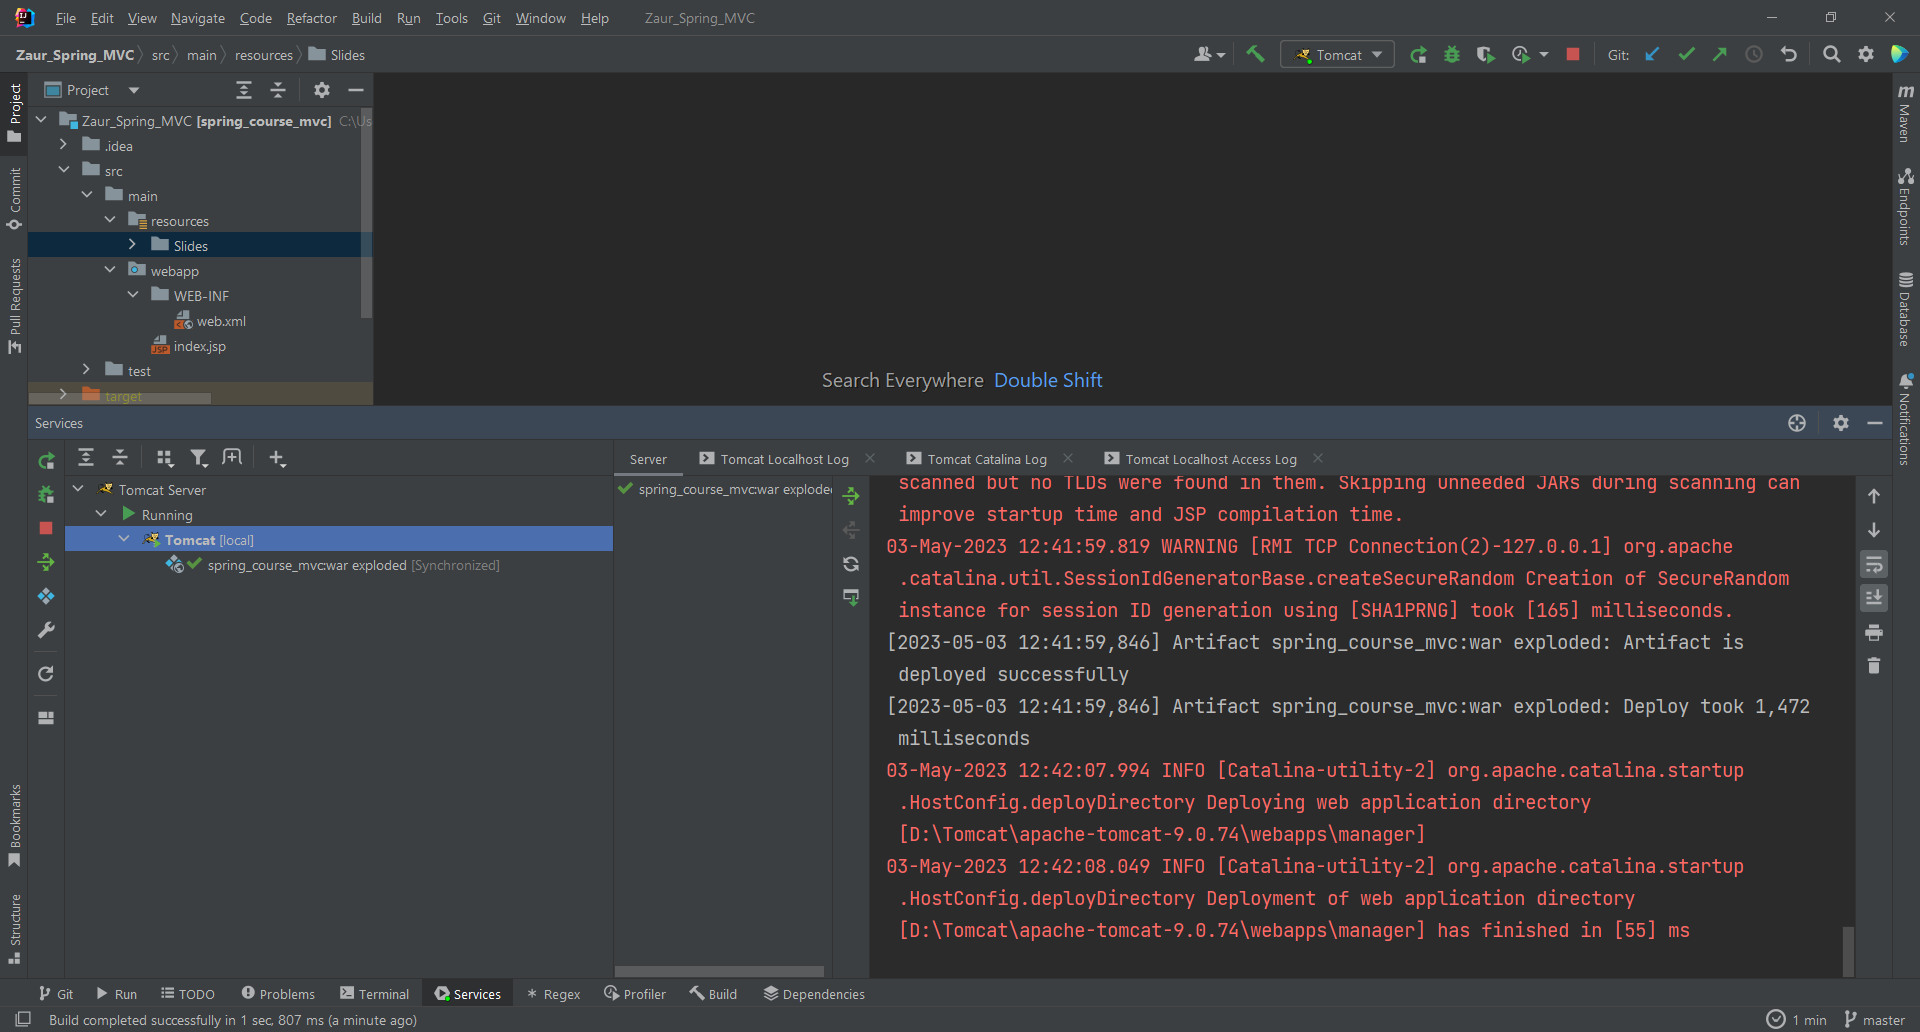 File Edit View Navigate Code Refactor Build Run Tools Git Window Help Zaur_Spring_MVC
Zaur_Spring_MVC src main resources Slides
Tomcat
Git:
Project
Zaur_Spring_MVC [spring_course_mvc] C:\Us
.idea
src
main
resources
Slides
webapp
WEB-INF
web.xml
index.jsp
test
target
Project
Commit
Pull Requests
Bookmarks
Structure
Search Everywhere Double Shift
Maven
Endpoints
Database
Notifications
Services
Tomcat Server
Running
Tomcat [local]
spring_course_mvc:war exploded [Synchronized]
Server Tomcat Localhost Log Tomcat Catalina Log Tomcat Localhost Access Log
spring_course_mvc:war exploded
scanned but no TLDs were found in them. Skipping unneeded JARs during scanning can
improve startup time and JSP compilation time.
03-May-2023 12:41:59.819 WARNING [RMI TCP Connection(2)-127.0.0.1] org.apache
.catalina.util.SessionIdGeneratorBase.createSecureRandom Creation of SecureRandom
instance for session ID generation using [SHA1PRNG] took [165] milliseconds.
[2023-05-03 12:41:59,846] Artifact spring_course_mvc:war exploded: Artifact is
deployed successfully
[2023-05-03 12:41:59,846] Artifact spring_course_mvc:war exploded: Deploy took 1,472
milliseconds
03-May-2023 12:42:07.994 INFO [Catalina-utility-2] org.apache.catalina.startup
.HostConfig.deployDirectory Deploying web application directory
[D:\Tomcat\apache-tomcat-9.0.74\webapps\manager]
03-May-2023 12:42:08.049 INFO [Catalina-utility-2] org.apache.catalina.startup
.HostConfig.deployDirectory Deployment of web application directory
[D:\Tomcat\apache-tomcat-9.0.74\webapps\manager] has finished in [55] ms
Git Run TODO Problems Terminal Services Regex Profiler Build Dependencies
Build completed successfully in 1 sec, 807 ms (a minute ago) 1 min master